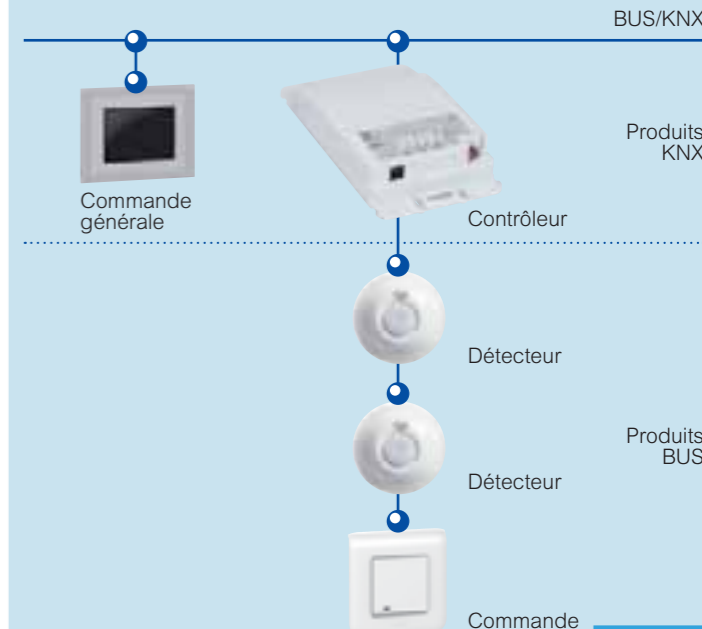 BUS/KNX
Produits
KNX
Commande
générale
Contrôleur
Détecteur
Produits
BUS
Détecteur
Commande